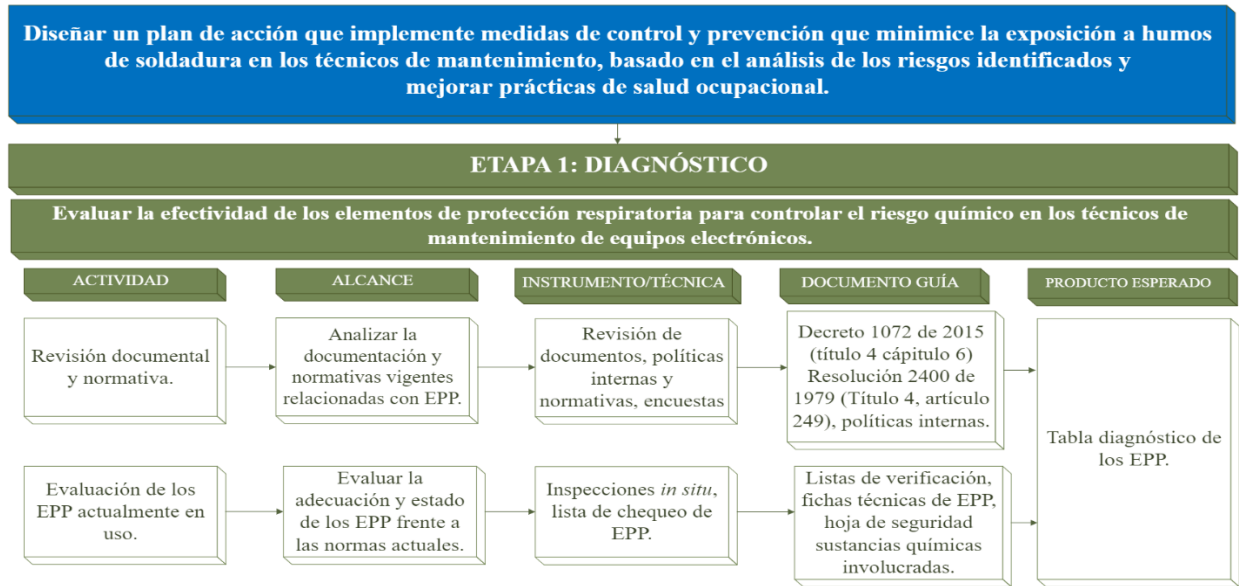 Diseñar un plan de acción que implemente medidas de control y prevención que minimice la exposición a humos
de soldadura en los técnicos de mantenimiento, basado en el análisis de los riesgos identificados y
mejorar prácticas de salud ocupacional.
ETAPA 1: DIAGNÓSTICO
Evaluar la efectividad de los elementos de protección respiratoria para controlar el riesgo químico en los técnicos de
mantenimiento de equipos electrónicos.
ACTIVIDAD
ALCANCE
INSTRUMENTO/TÉCNICA
DOCUMENTO GUÍA
PRODUCTO ESPERADO
Revisión documental
y normativa.
Analizar la
documentación y
normativas vigentes
relacionadas con EPP.
Revisión de
documentos, políticas
internas y
normativas, encuestas
Decreto 1072 de 2015
(título 4 cápitulo 6)
Resolución 2400 de
1979 (Título 4, artículo
249), políticas internas.
Tabla diagnóstico de
los EPP.
Evaluación de los
EPP actualmente en
uso.
Evaluar la
adecuación y estado
de los EPP frente a
las normas actuales.
Inspecciones in situ,
lista de chequeo de
EPP.
Listas de verificación,
fichas técnicas de EPP,
hoja de seguridad
sustancias químicas
involucradas.